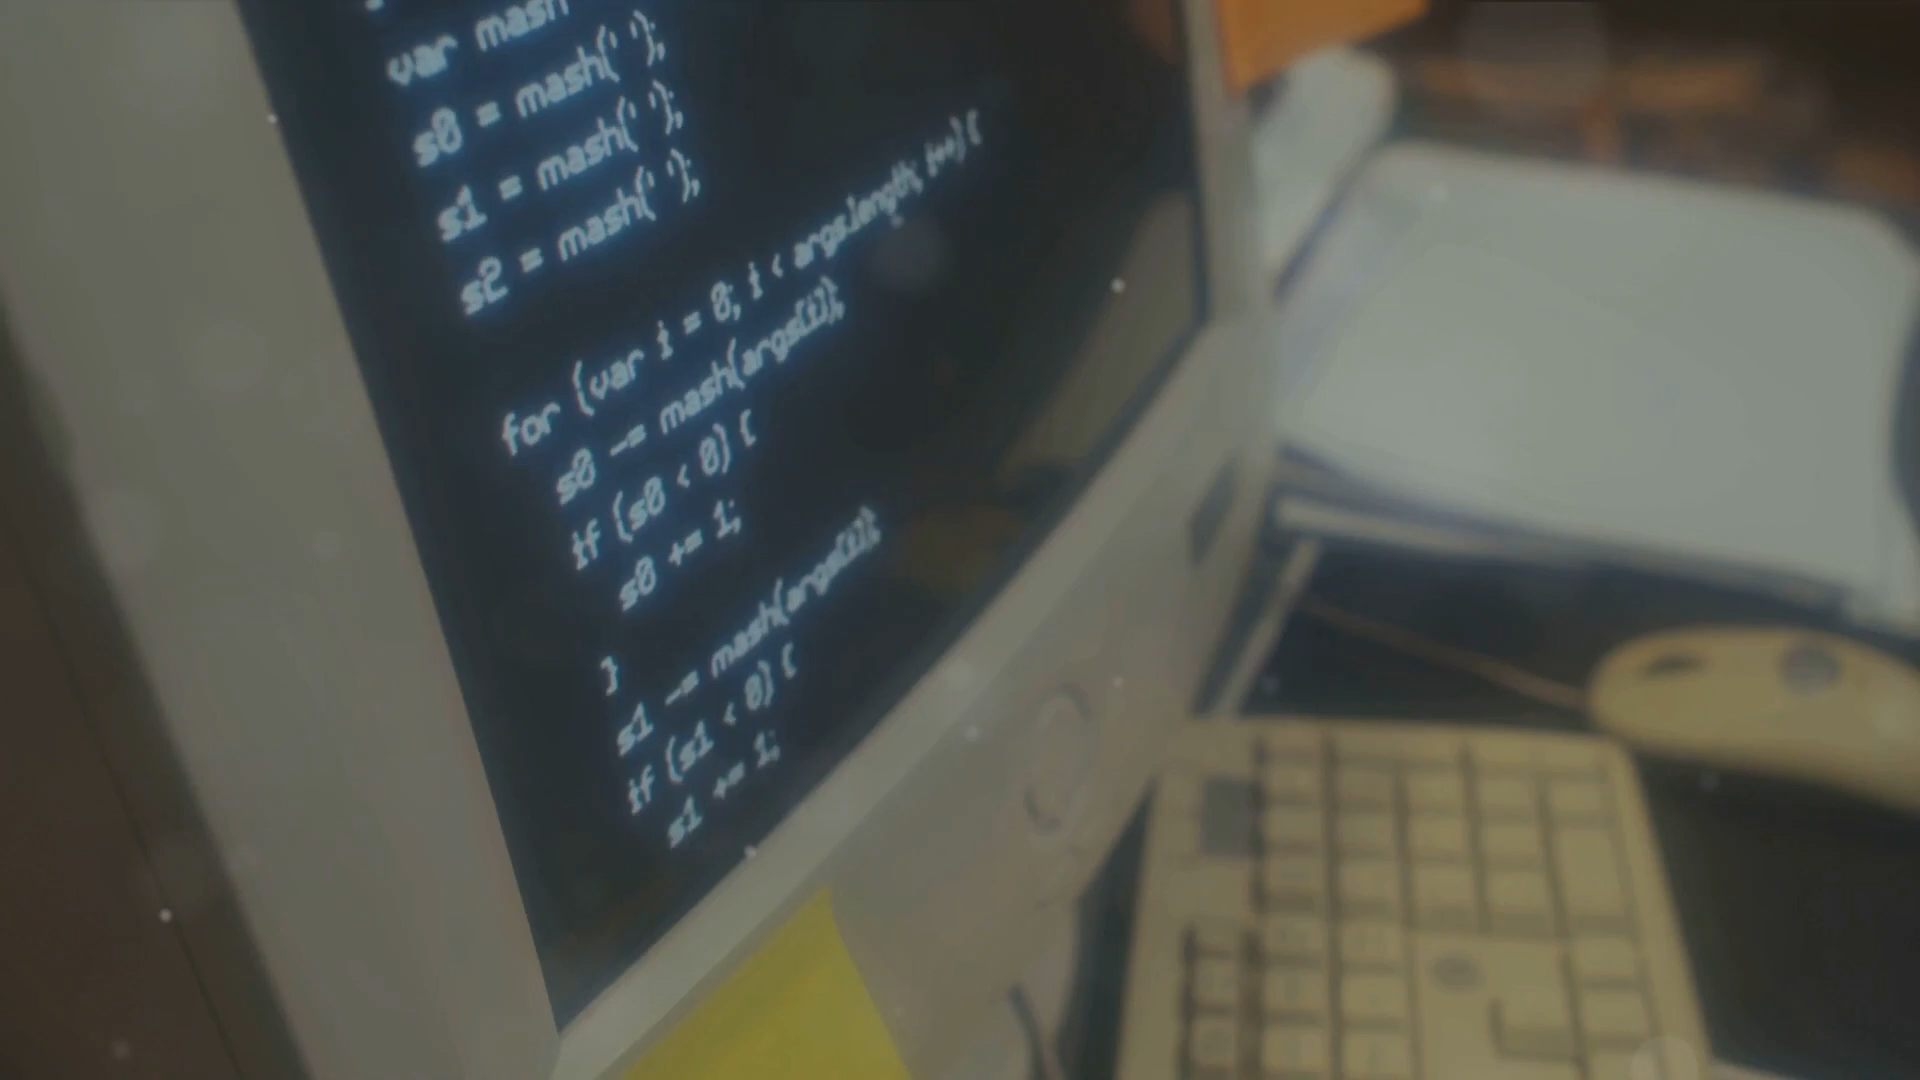 var mash
s0 = mash(' ');
s1 = mash(' ');
s2 = mash(' ');
for (var i = 0; i < args.length; i++) {
s0 -= mash(args[i]);
if (s0 < 0) {
s0 += 1;
}
s1 -= mash(args[i]);
if (s1 < 0) {
s1 += 1;